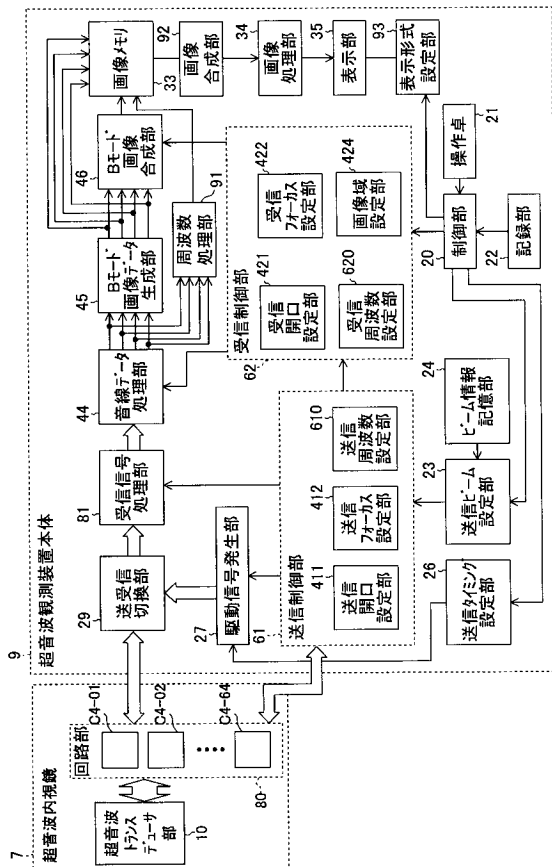 7
超音波内視鏡
10
超音波
トランス
デューサ
部
80
回路部
C4-01
C4-02
C4-64
9
超音波観測装置本体
29
送受信
切換部
81
受信信号
処理部
44
音線データ
処理部
45
Bモード
画像データ
生成部
46
Bモード
画像
合成部
33
画像メモリ
92
画像
合成部
34
画像
処理部
35
表示部
93
表示形式
設定部
91
周波数
処理部
27
駆動信号発生部
61
送信制御部
411
送信
開口
設定部
412
送信
フォーカス
設定部
610
送信
周波数
設定部
62
受信制御部
421
受信
開口
設定部
422
受信
フォーカス
設定部
620
受信
周波数
設定部
424
画像域
設定部
26
送信タイミング
設定部
23
送信ビーム
設定部
24
ビーム情報
記憶部
20
制御部
21
操作卓
22
記録部